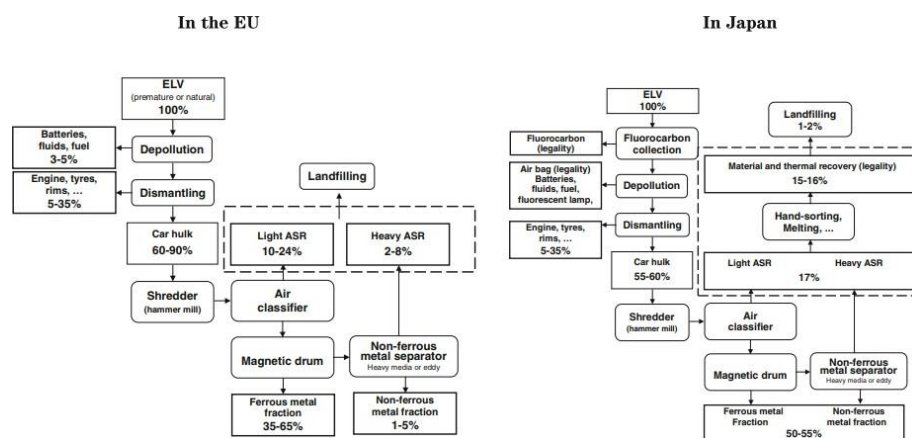 In the EU
ELV
(premature or natural)
100%
Batteries,
fluids, fuel
3-5%
Depollution
Engine, tyres,
rims, ...
5-35%
Dismantling
Landfilling
Car hulk
60-90%
Light ASR
10-24%
Heavy ASR
2-8%
Shredder
(hammer mill)
Air
classifier
Magnetic drum
Non-ferrous
metal separator
Heavy media or eddy
Ferrous metal
fraction
35-65%
Non-ferrous
metal fraction
1-5%
In Japan
ELV
100%
Landfilling
1-2%
Fluorocarbon
(legality)
Fluorocarbon
collection
Material and thermal recovery (legality)
15-16%
Air bag (legality)
Batteries,
fluids, fuel,
fluorescent lamp,
Depollution
Hand-sorting,
Melting, ...
Engine, tyres,
rims, ...
5-35%
Dismantling
Car hulk
55-60%
Light ASR
Heavy ASR
17%
Shredder
(hammer mill)
Air
classifier
Magnetic drum
Non-ferrous
metal separator
Heavy media or eddy
Ferrous metal
Fraction
Non-ferrous
metal fraction
50-55%